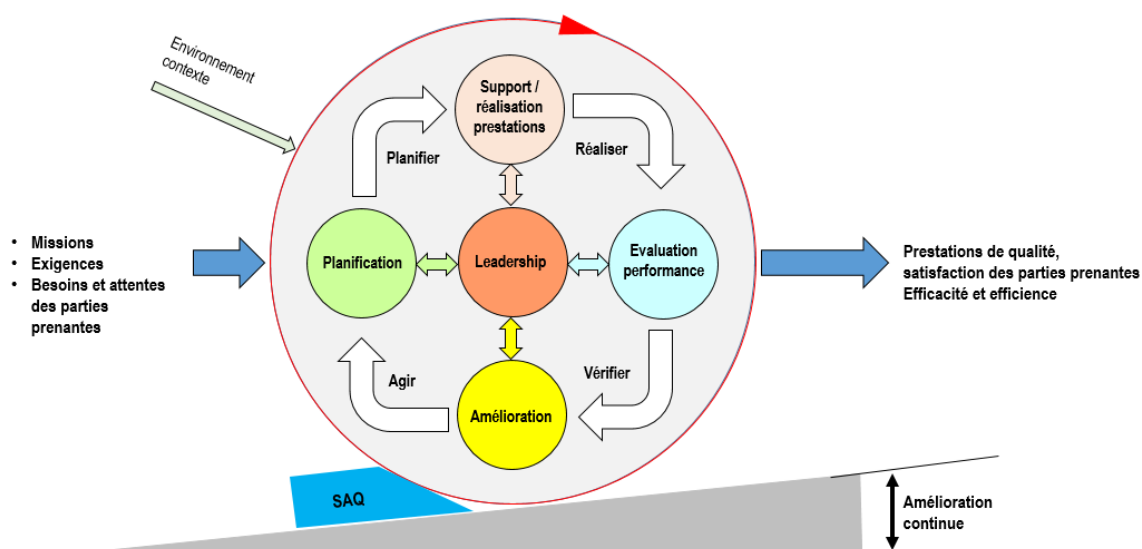 Environnement
contexte
Support /
réalisation
prestations
Planifier
Réaliser
• Missions
• Exigences
• Besoins et attentes
des parties
prenantes
Planification
Leadership
Evaluation
performance
Prestations de qualité,
satisfaction des parties prenantes
Efficacité et efficience
Agir
Vérifier
Amélioration
SAQ
Amélioration
continue